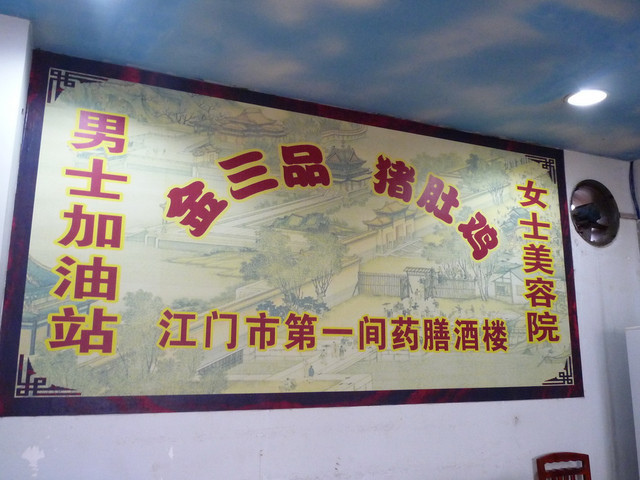 男士加油站
金三品 猪肚鸡
女士美容院
江门市第一间药膳酒楼